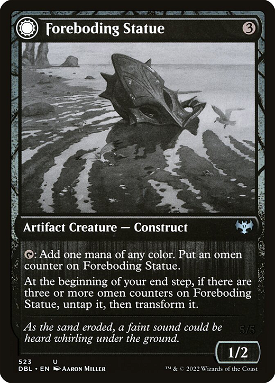 Foreboding Statue 3
Artifact Creature — Construct
: Add one mana of any color. Put an omen
counter on Foreboding Statue.
At the beginning of your end step, if there are
three or more omen counters on Foreboding
Statue, untap it, then transform it.
As the sand eroded, a faint sound could be
heard whirling under the ground.
5/5
1/2
523 U
DBL • EN AARON MILLER
™ & © 2022 Wizards of the Coast